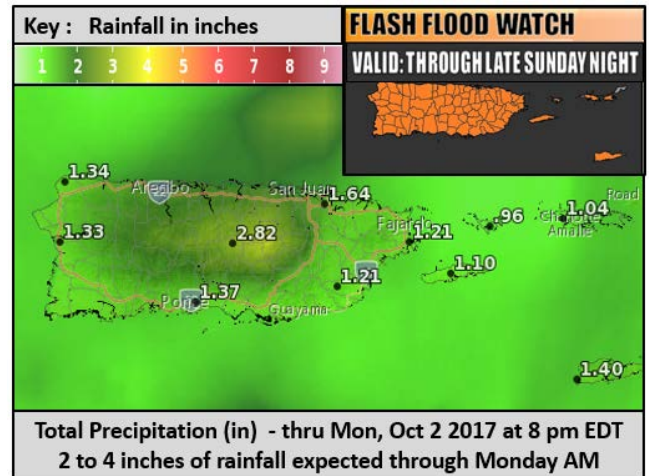 Key : Rainfall in inches
1 2 3 4 5 6 7 8 9
FLASH FLOOD WATCH
VALID: THROUGH LATE SUNDAY NIGHT
1.34
Arecibo
San Juan
1.64
Road
.96
1.04
Charlotte
Amalie
1.33
2.82
Fajardo
1.21
1.10
1.21
Ponce
1.37
Guayama
1.40
Total Precipitation (in) - thru Mon, Oct 2 2017 at 8 pm EDT
2 to 4 inches of rainfall expected through Monday AM